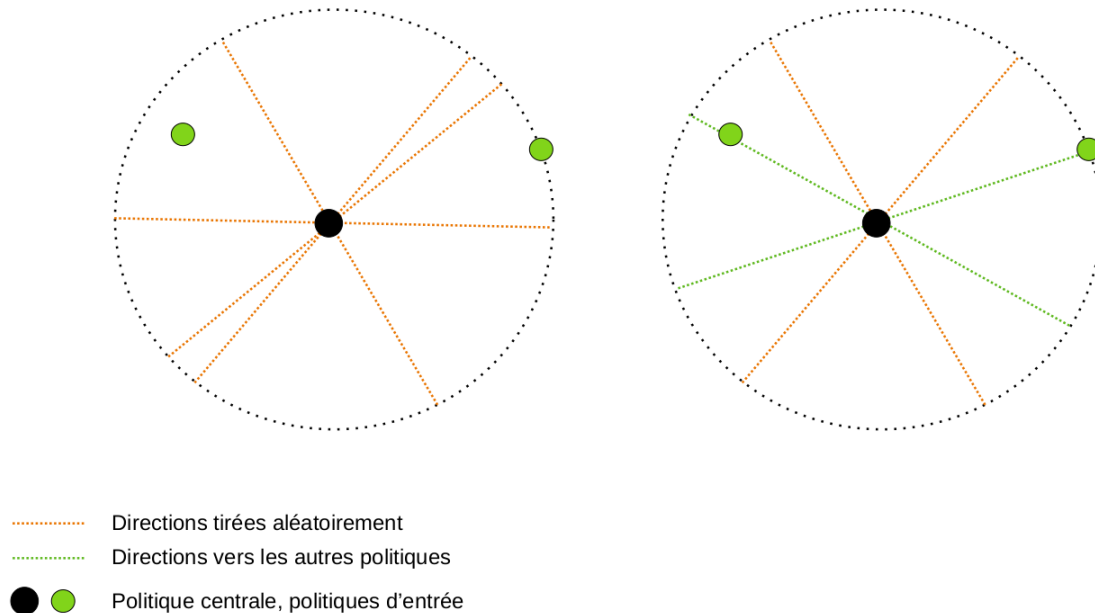 Directions tirées aléatoirement
Directions vers les autres politiques
Politique centrale, politiques d'entrée